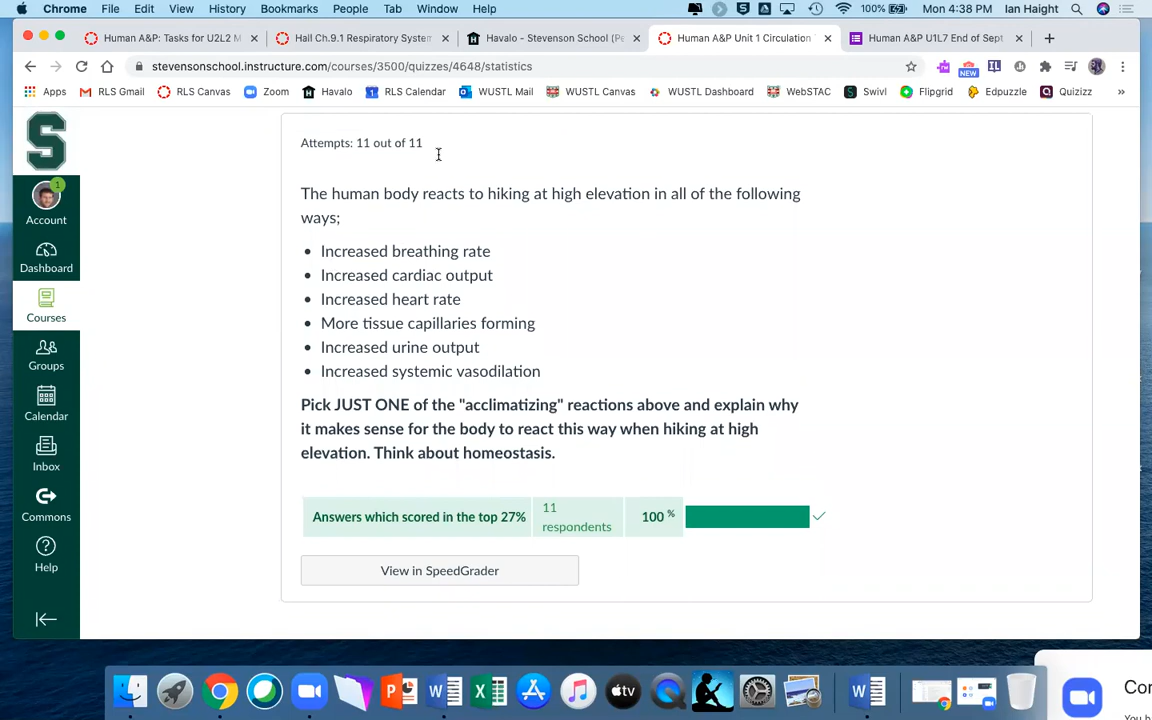 Chrome File Edit View History Bookmarks People Tab Window Help 100% Mon 4:38 PM Ian Haight
Human A&P: Tasks for U2L2 M
Hall Ch.9.1 Respiratory System
Havalo - Stevenson School (Pe
Human A&P Unit 1 Circulation
Human A&P U1L7 End of Sept
stevensonschool.instructure.com/courses/3500/quizzes/4648/statistics
NEW
Apps RLS Gmail RLS Canvas Zoom Havalo RLS Calendar WUSTL Mail WUSTL Canvas WUSTL Dashboard WebSTAC Swivl Flipgrid Edpuzzle Quizizz »
S
1
Account
Dashboard
Courses
Groups
Calendar
Inbox
Commons
Help
Attempts: 11 out of 11
The human body reacts to hiking at high elevation in all of the following
ways;
• Increased breathing rate
• Increased cardiac output
• Increased heart rate
• More tissue capillaries forming
• Increased urine output
• Increased systemic vasodilation
Pick JUST ONE of the "acclimatizing" reactions above and explain why
it makes sense for the body to react this way when hiking at high
elevation. Think about homeostasis.
Answers which scored in the top 27% 11 respondents 100 %
View in SpeedGrader
tv
Con
You b